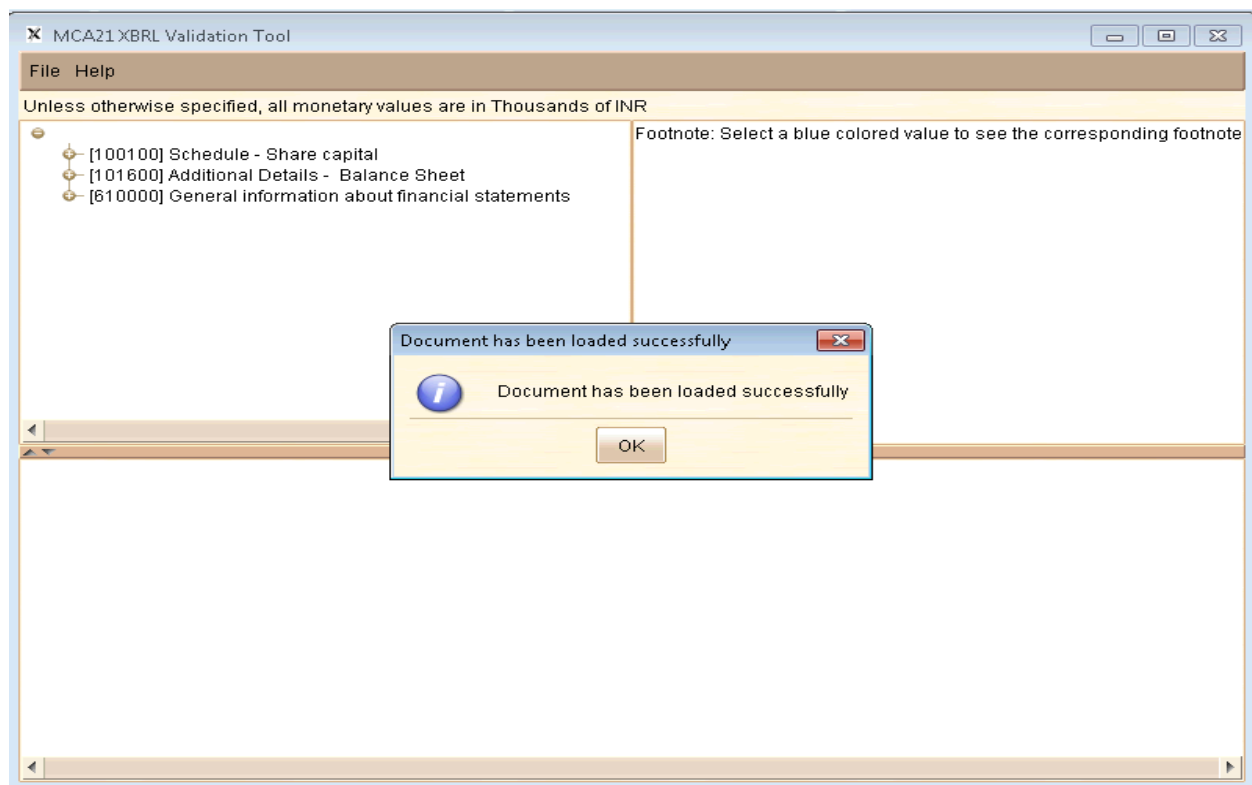 MCA21 XBRL Validation Tool
File Help
Unless otherwise specified, all monetary values are in Thousands of INR
[100100] Schedule - Share capital
[101600] Additional Details - Balance Sheet
[610000] General information about financial statements
Footnote: Select a blue colored value to see the corresponding footnote
Document has been loaded successfully
Document has been loaded successfully
OK